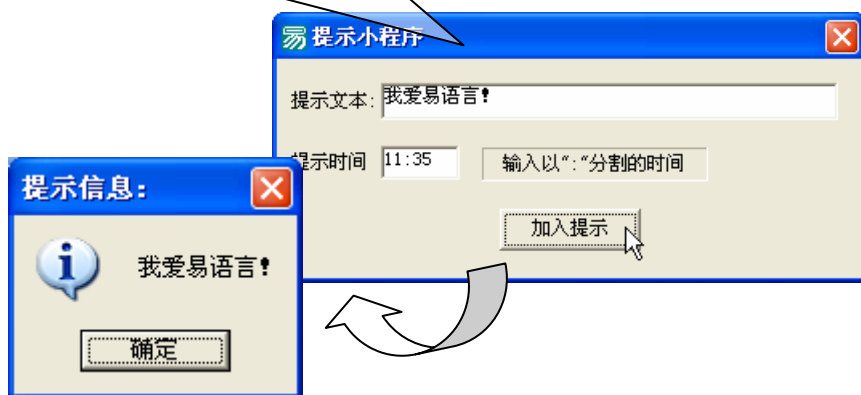 提示小程序
提示文本: 我爱易语言!
提示时间 11:35 输入以“:”分割的时间
加入提示
提示信息:
我爱易语言!
确定